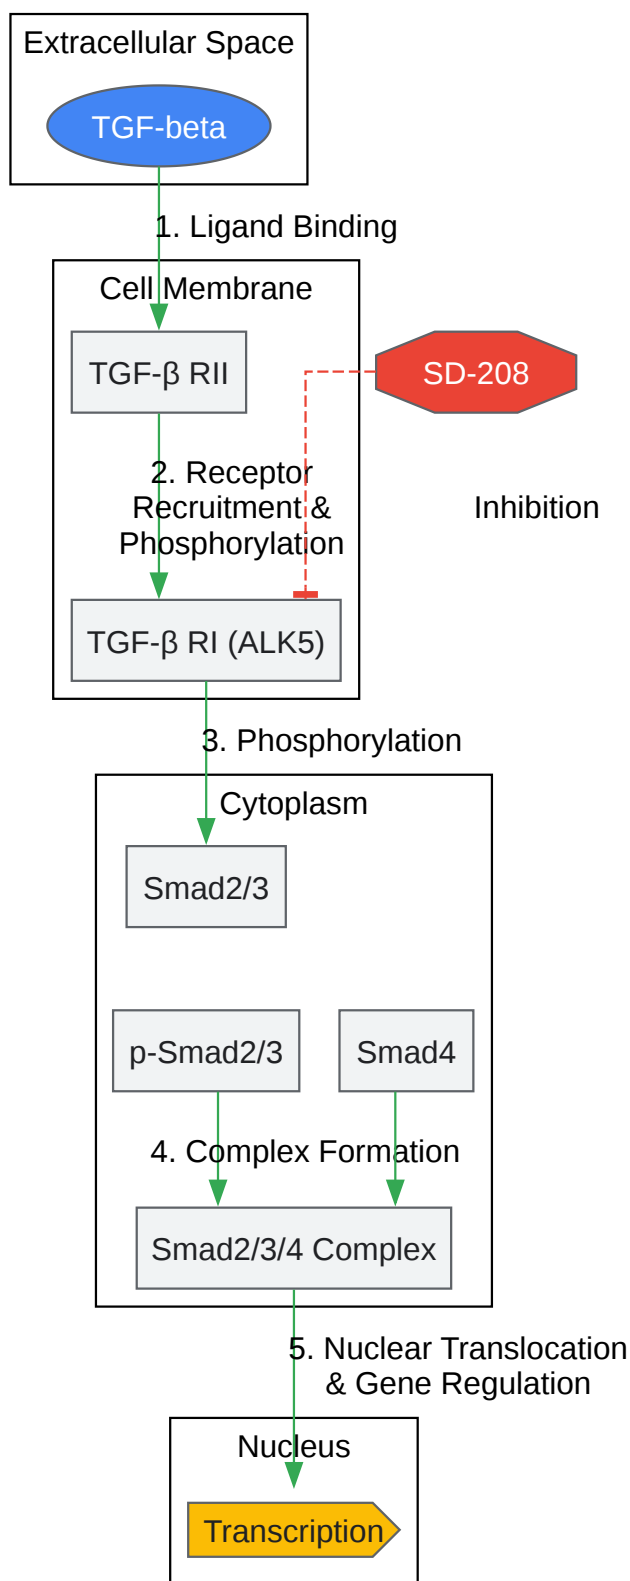 Extracellular Space
TGF-beta
1. Ligand Binding
Cell Membrane
TGF-β RII
SD-208
2. Receptor
Recruitment &
Phosphorylation
Inhibition
TGF-β RI (ALK5)
3. Phosphorylation
Cytoplasm
Smad2/3
p-Smad2/3
Smad4
4. Complex Formation
Smad2/3/4 Complex
5. Nuclear Translocation
& Gene Regulation
Nucleus
Transcription